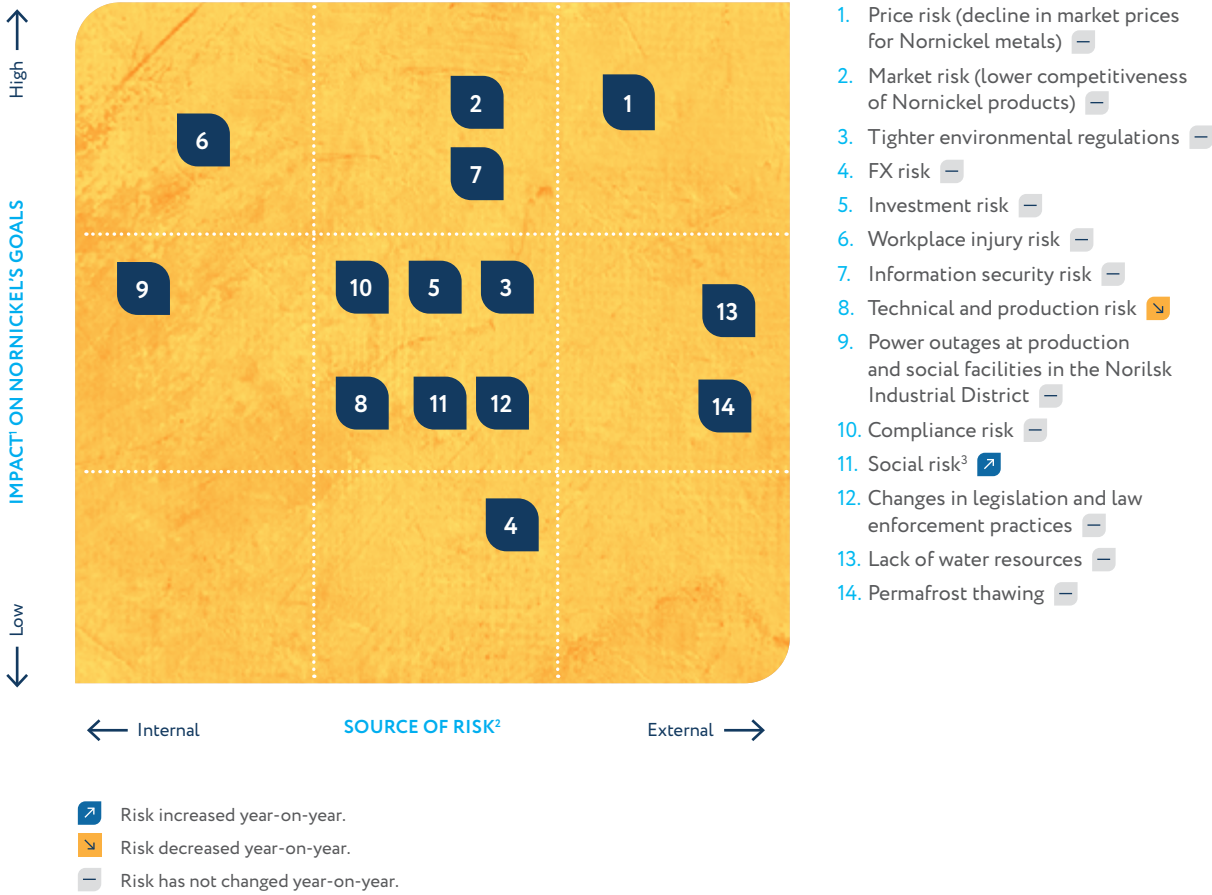 High
IMPACT¹ ON NORNICKEL'S GOALS
Low
2
1
6
7
9
10
5
3
13
8
11
12
14
4
Internal
SOURCE OF RISK²
External
Risk increased year-on-year.
Risk decreased year-on-year.
Risk has not changed year-on-year.
1. Price risk (decline in market prices
for Nornickel metals)
2. Market risk (lower competitiveness
of Nornickel products)
3. Tighter environmental regulations
4. FX risk
5. Investment risk
6. Workplace injury risk
7. Information security risk
8. Technical and production risk
9. Power outages at production
and social facilities in the Norilsk
Industrial District
10. Compliance risk
11. Social risk³
12. Changes in legislation and law
enforcement practices
13. Lack of water resources
14. Permafrost thawing